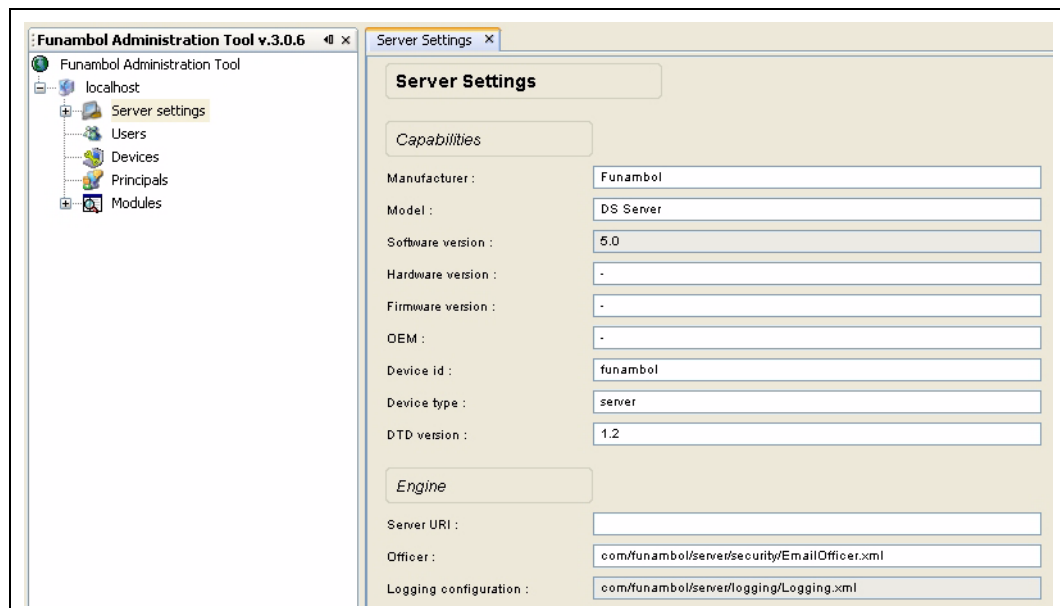 Funambol Administration Tool v.3.0.6
Funambol Administration Tool
localhost
Server settings
Users
Devices
Principals
Modules
Server Settings
Server Settings
Capabilities
Manufacturer : Funambol
Model : DS Server
Software version : 5.0
Hardware version : -
Firmware version : -
OEM : -
Device id : funambol
Device type : server
DTD version : 1.2
Engine
Server URI :
Officer : com/funambol/server/security/EmailOfficer.xml
Logging configuration : com/funambol/server/logging/Logging.xml